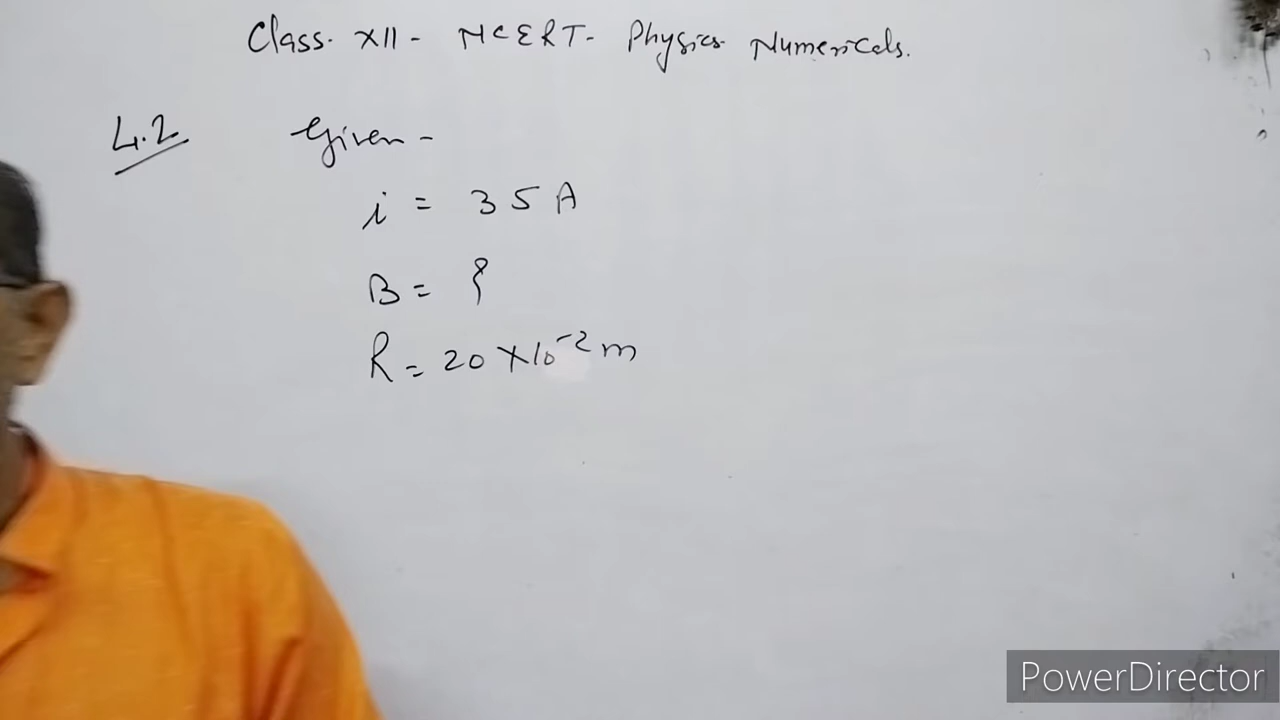 Class. XII - NCERT- Physics Numericals.
4.2 Given -
i = 35 A
B = ?
R = 20 × 10⁻² m
PowerDirector